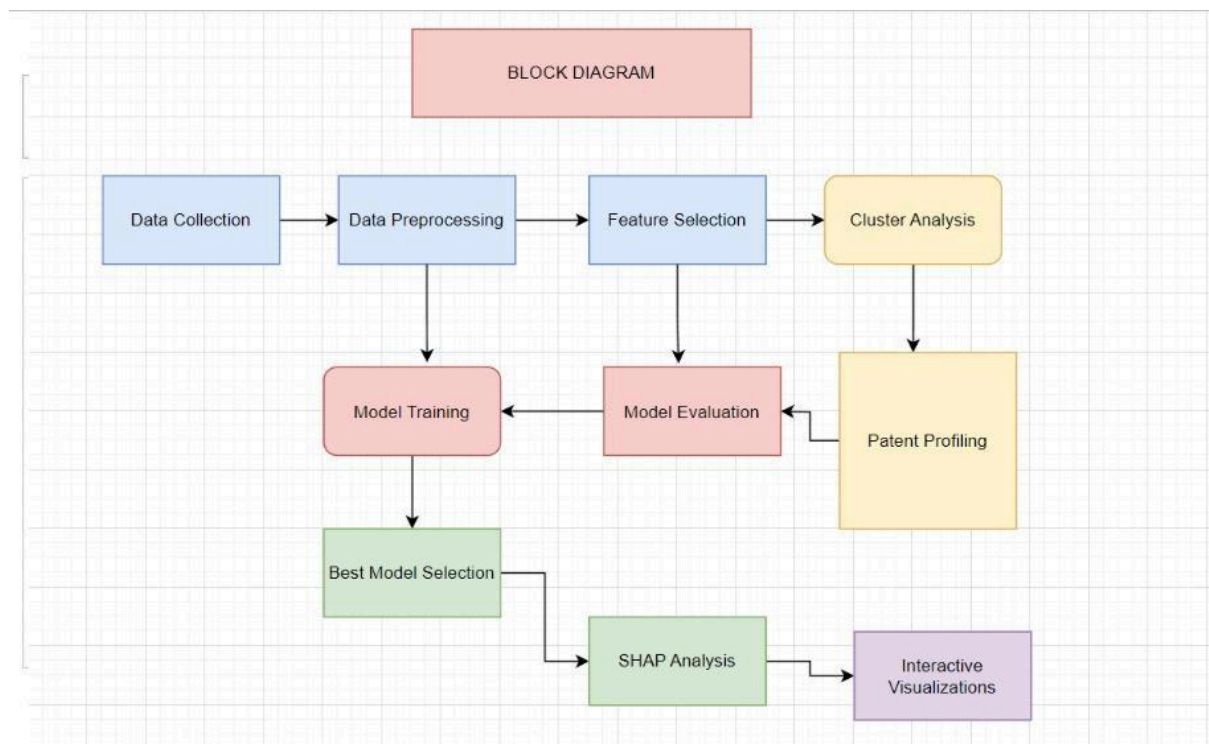 BLOCK DIAGRAM
Data Collection
Data Preprocessing
Feature Selection
Cluster Analysis
Model Training
Model Evaluation
Patent Profiling
Best Model Selection
SHAP Analysis
Interactive
Visualizations